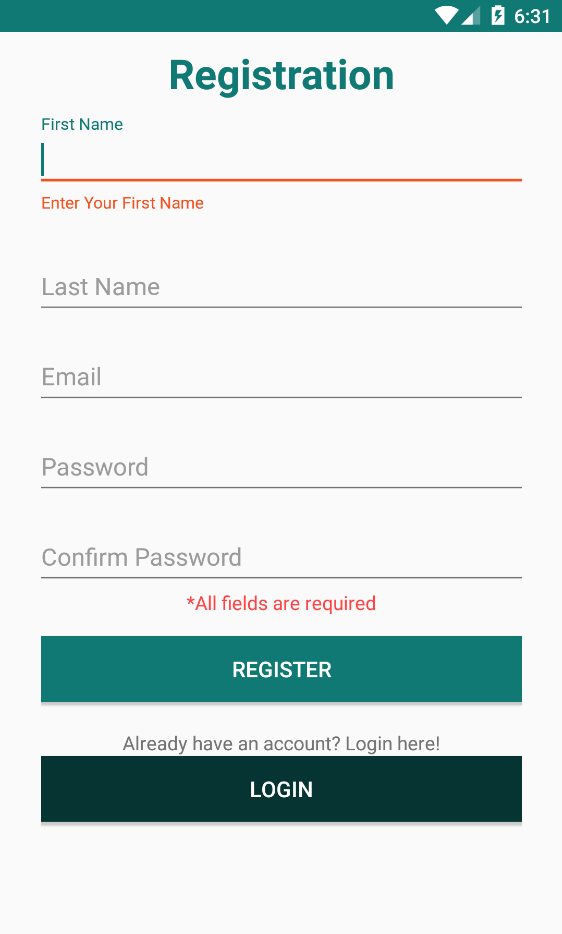 6:31
Registration
First Name
Enter Your First Name
Last Name
Email
Password
Confirm Password
*All fields are required
REGISTER
Already have an account? Login here!
LOGIN